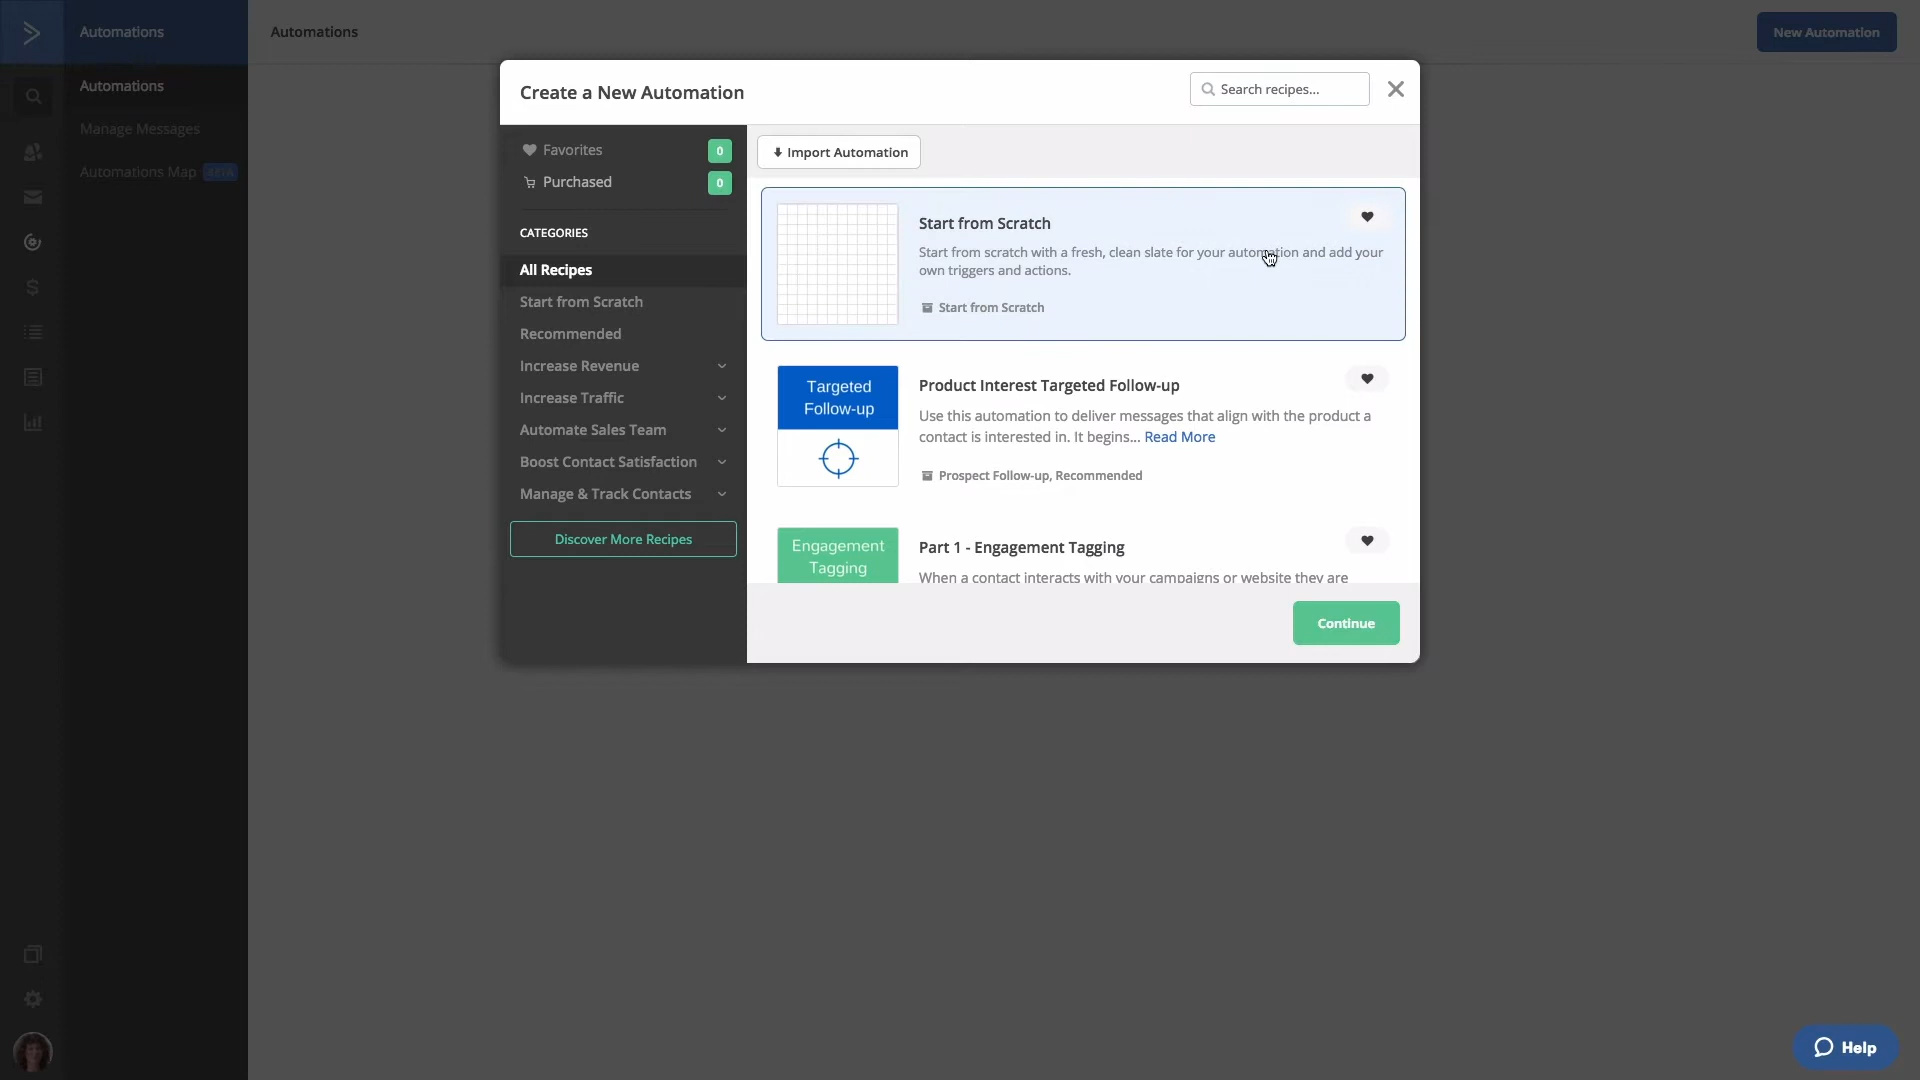 Automations
Automations
New Automation
Automations
Manage Messages
Automations Map BETA
Create a New Automation
Search recipes...
Favorites 0
Purchased 0
CATEGORIES
All Recipes
Start from Scratch
Recommended
Increase Revenue
Increase Traffic
Automate Sales Team
Boost Contact Satisfaction
Manage & Track Contacts
Discover More Recipes
Import Automation
Start from Scratch
Start from scratch with a fresh, clean slate for your automation and add your
own triggers and actions.
Start from Scratch
Targeted
Follow-up
Product Interest Targeted Follow-up
Use this automation to deliver messages that align with the product a
contact is interested in. It begins... Read More
Prospect Follow-up, Recommended
Engagement
Tagging
Part 1 - Engagement Tagging
When a contact interacts with your campaigns or website they are
Continue
Help